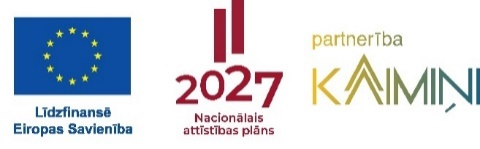 Līdzfinansē
Eiropas Savienība
2027
Nacionālais
attīstības plāns
partnerība
KAIMIŅI